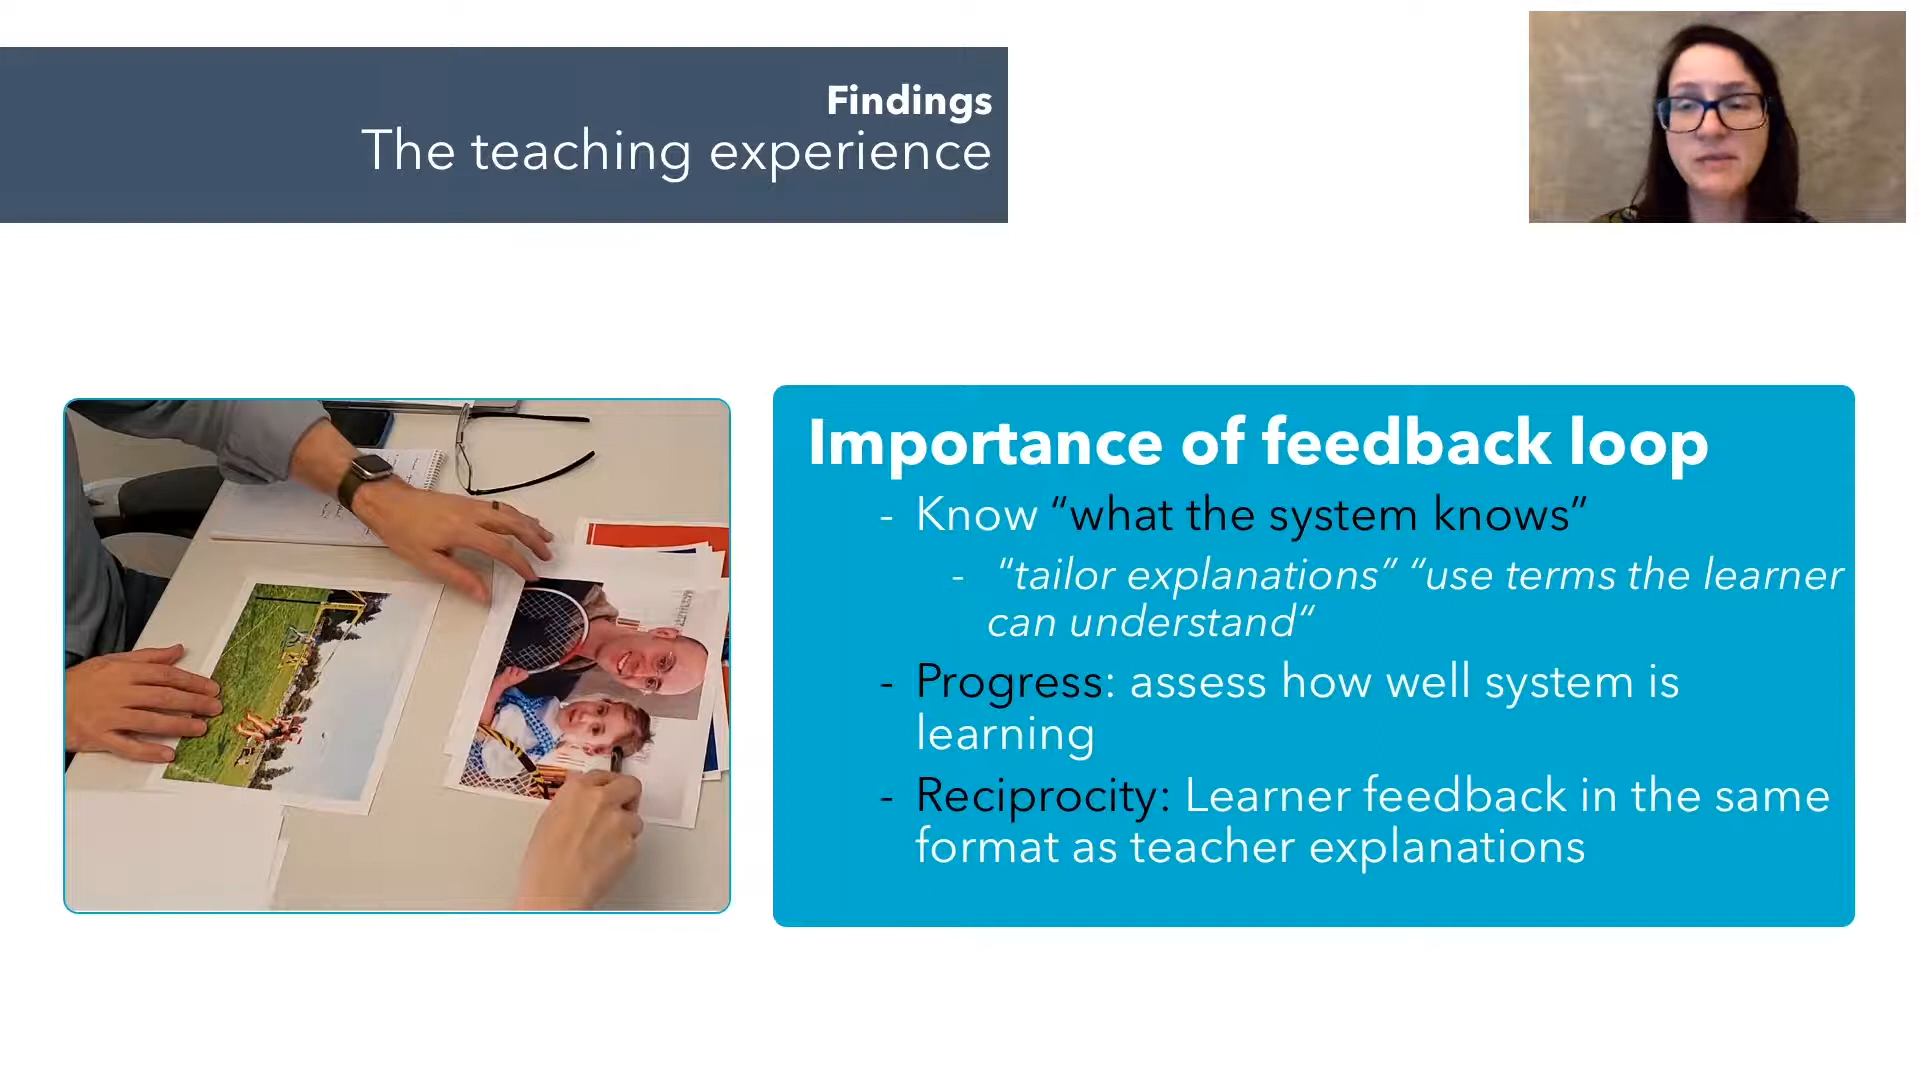 Findings
The teaching experience
Importance of feedback loop
- Know “what the system knows”
- “tailor explanations” “use terms the learner
can understand“
- Progress: assess how well system is
learning
- Reciprocity: Learner feedback in the same
format as teacher explanations